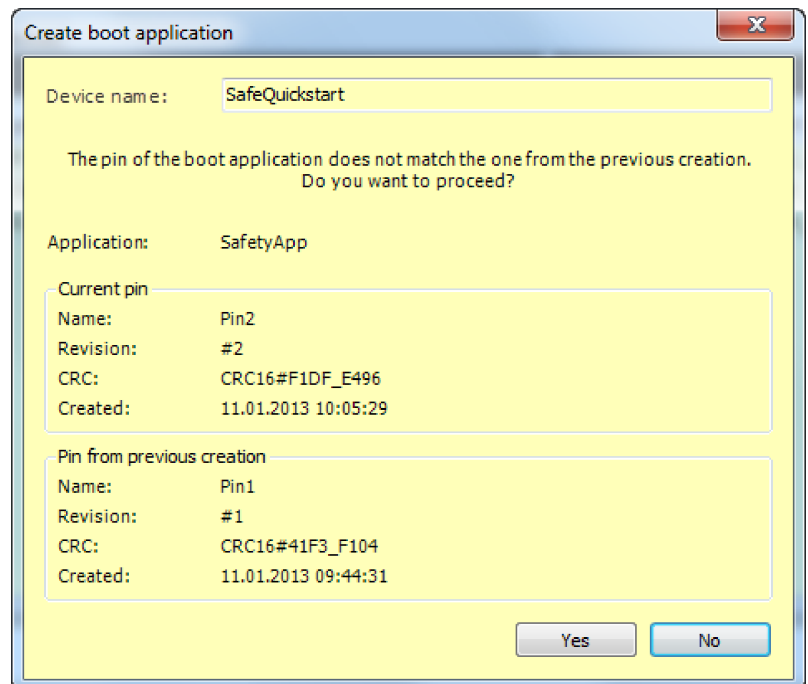 Create boot application
Device name: SafeQuickstart
The pin of the boot application does not match the one from the previous creation.
Do you want to proceed?
Application: SafetyApp
Current pin
Name: Pin2
Revision: #2
CRC: CRC16#F1DF_E496
Created: 11.01.2013 10:05:29
Pin from previous creation
Name: Pin1
Revision: #1
CRC: CRC16#41F3_F104
Created: 11.01.2013 09:44:31
Yes No